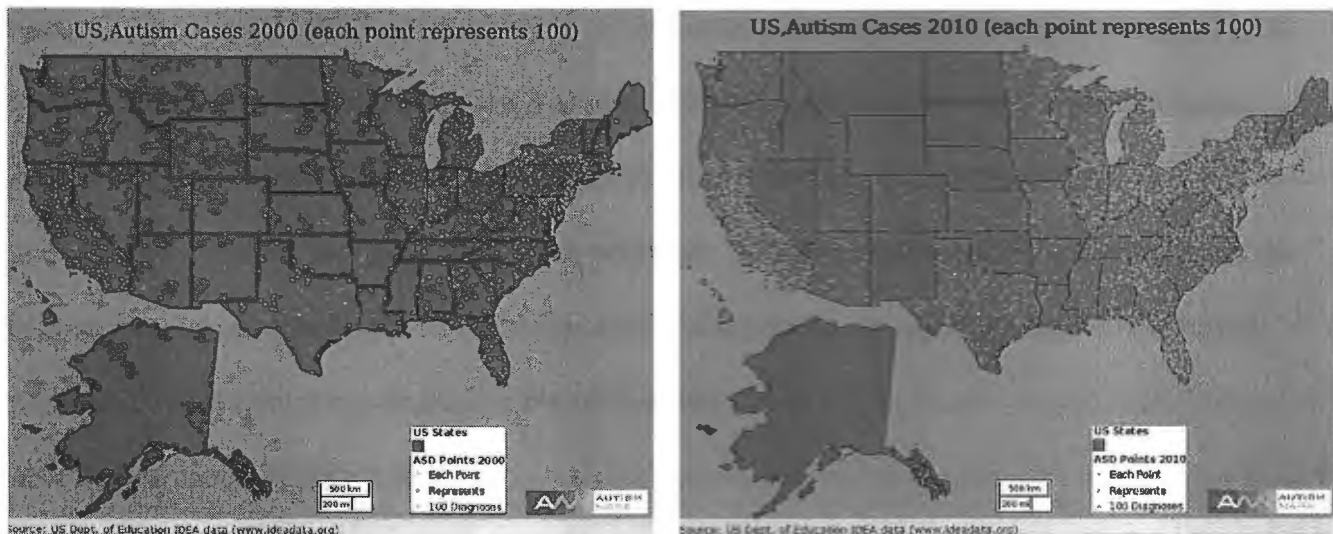 US,Autism Cases 2000 (each point represents 100)
US States
ASD Points 2000
Each Point
Represents
100 Diagnoses
500 km
200 mi
AUTISM
Source: US Dept. of Education IDEA data (www.ideadata.org)
US,Autism Cases 2010 (each point represents 100)
US States
ASD Points 2010
Each Point
Represents
100 Diagnoses
500 km
200 mi
AUTISM
Source: US Dept. of Education IDEA data (www.ideadata.org)